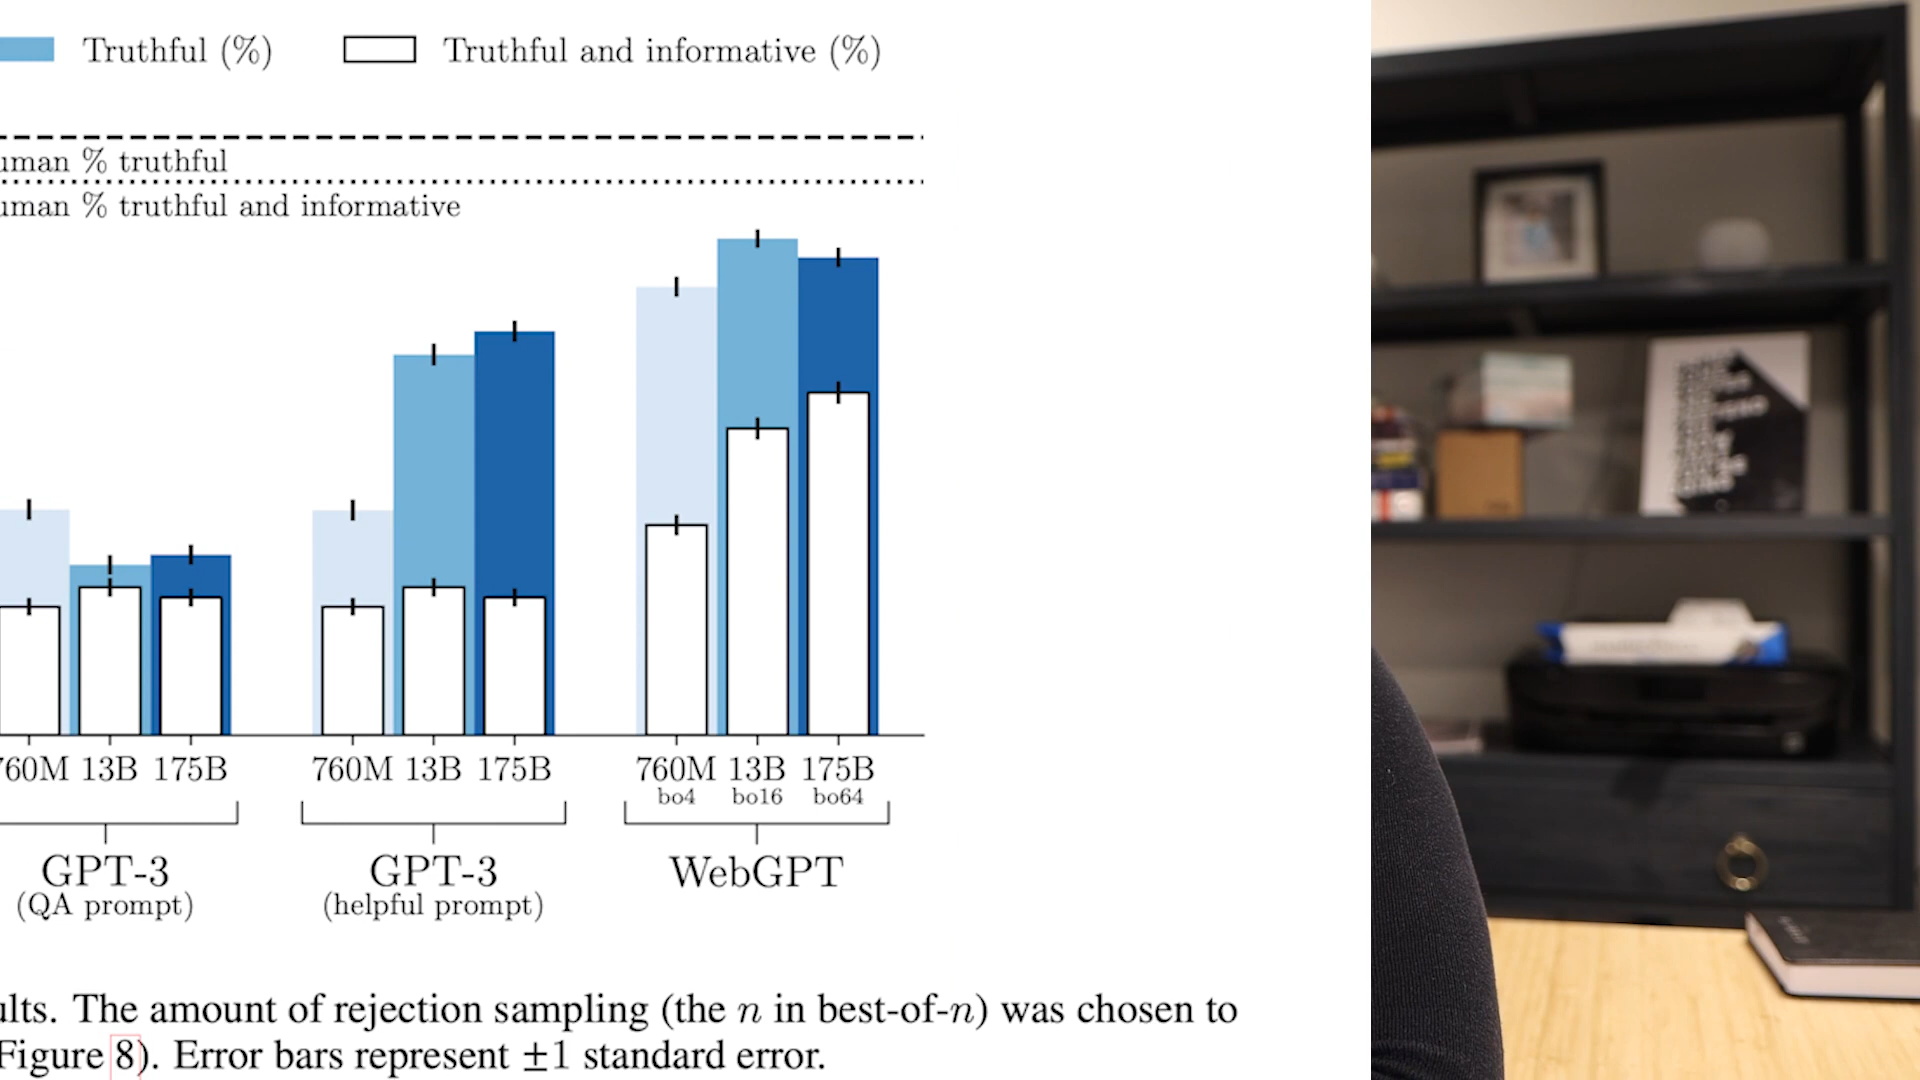 Truthful (%) Truthful and informative (%)
uman % truthful
uman % truthful and informative
760M 13B 175B 760M 13B 175B 760M 13B 175B
bo4 bo16 bo64
GPT-3 GPT-3 WebGPT
(QA prompt) (helpful prompt)
ults. The amount of rejection sampling (the n in best-of-n) was chosen to
Figure 8). Error bars represent ±1 standard error.